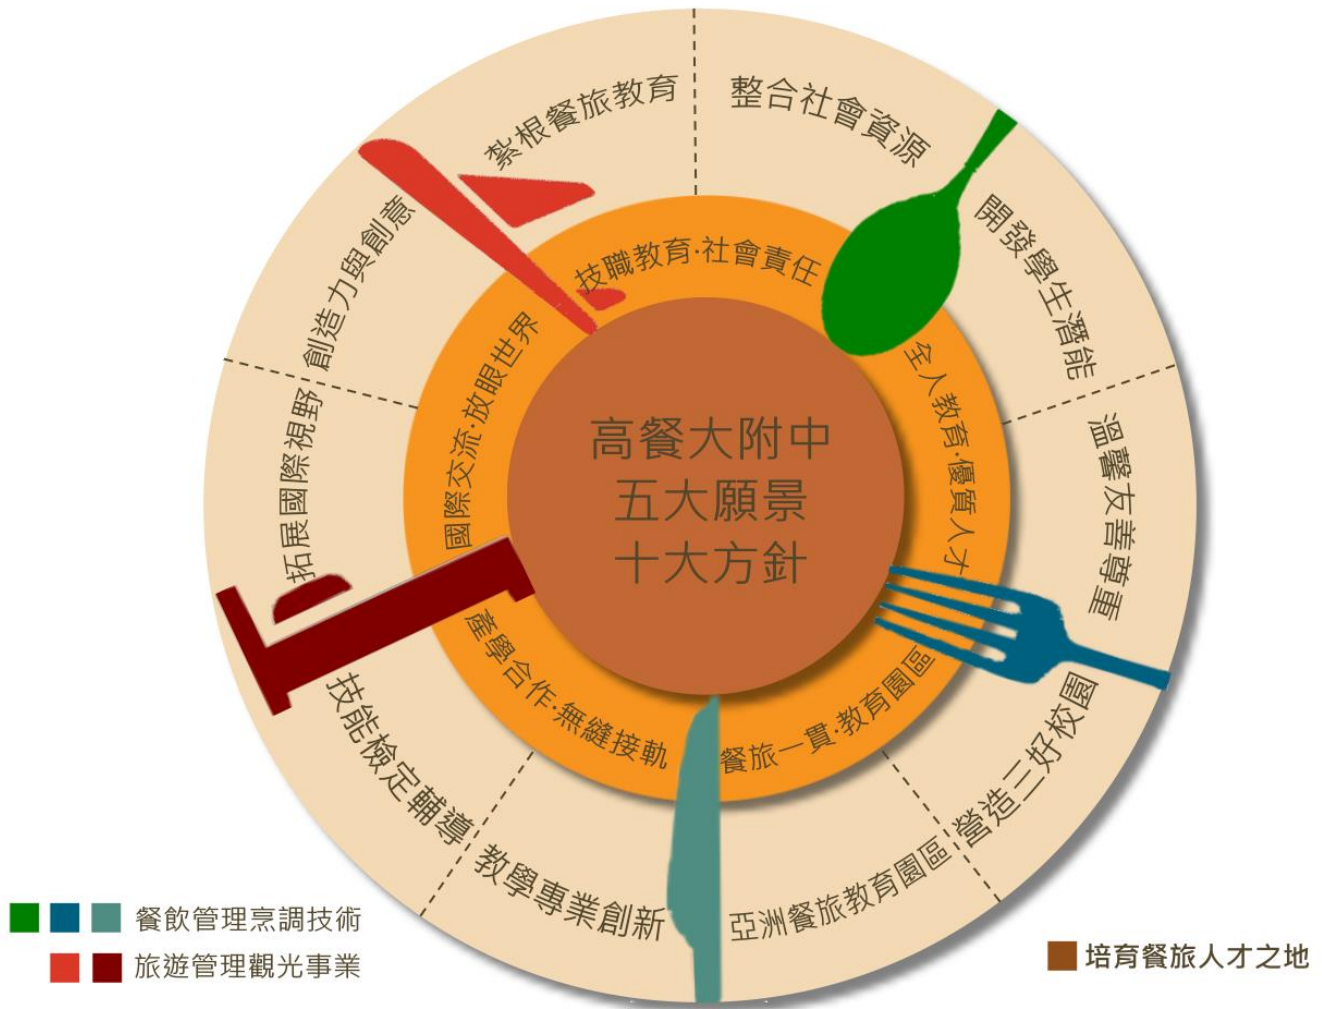 紮根餐旅教育
整合社會資源
開發學生潛能
溫馨友善尊重
營造三好校園
亞洲餐旅教育園區
教學專業創新
技能檢定輔導
拓展國際視野
創造力與創意
技職教育·社會責任
全人教育·優質人才
餐旅一貫·教育園區
產學合作·無縫接軌
國際交流·放眼世界
高餐大附中
五大願景
十大方針
餐飲管理烹調技術
旅遊管理觀光事業
培育餐旅人才之地